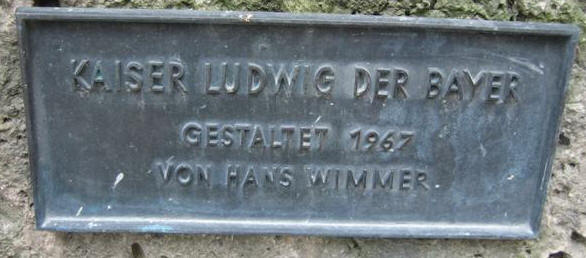 KAISER LUDWIG DER BAYER
GESTALTET 1967
VON HANS WIMMER